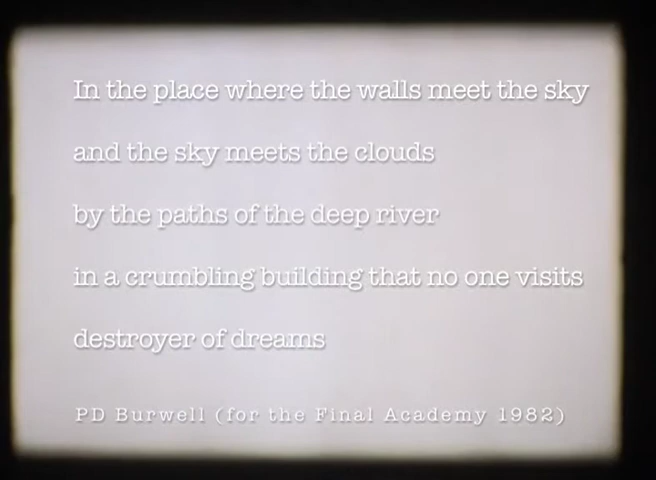 In the place where the walls meet the sky
and the sky meets the clouds
by the paths of the deep river
in a crumbling building that no one visits
destroyer of dreams
PD Burwell (for the Final Academy 1982)